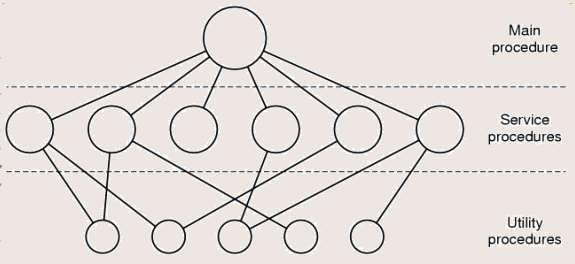 Main
procedure
Service
procedures
Utility
procedures